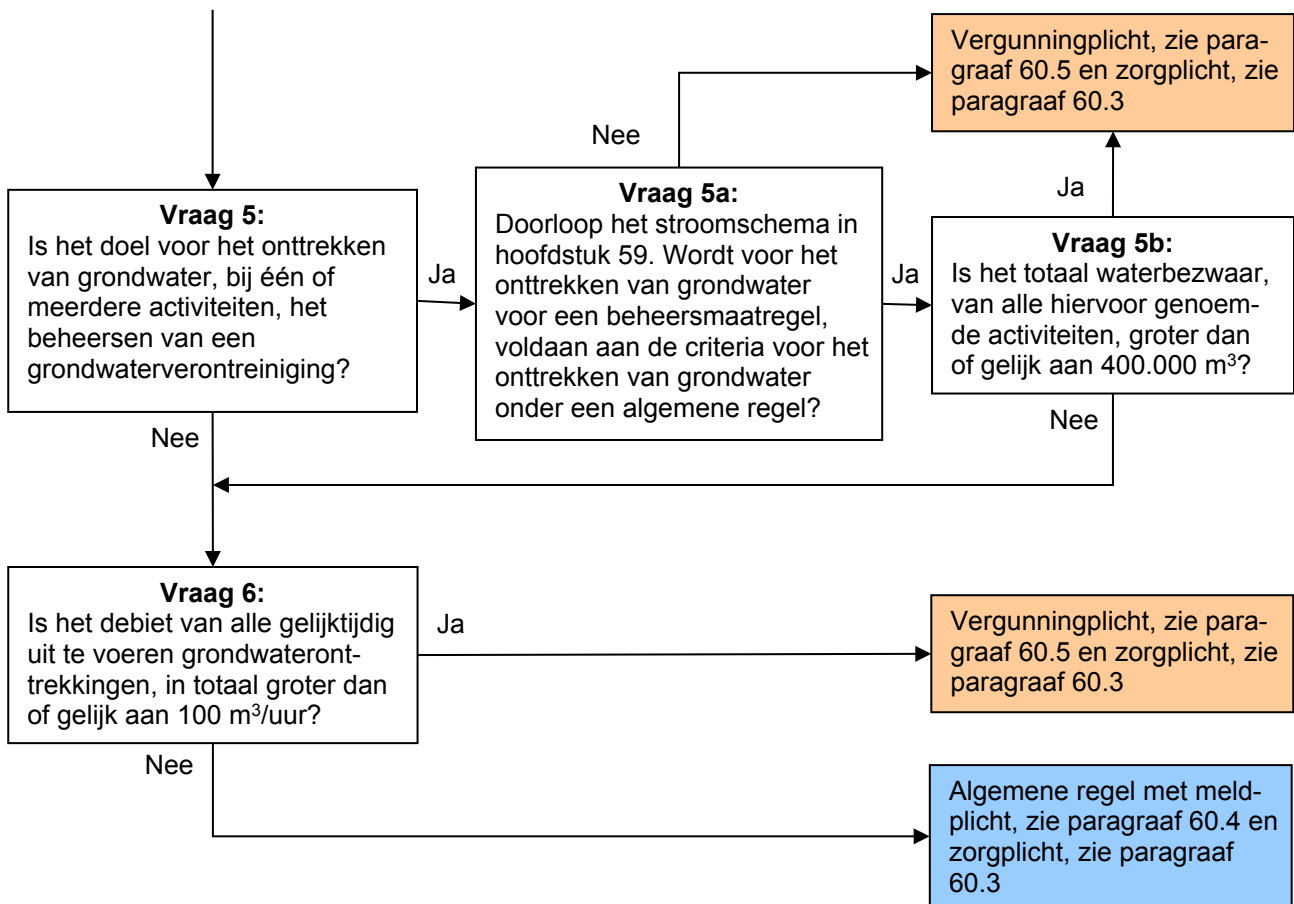 Vergunningplicht, zie para-
graaf 60.5 en zorgplicht, zie
paragraaf 60.3
Nee
Ja
Vraag 5:
Is het doel voor het onttrekken
van grondwater, bij één of
meerdere activiteiten, het
beheersen van een
grondwaterverontreiniging?
Ja
Vraag 5a:
Doorloop het stroomschema in
hoofdstuk 59. Wordt voor het
onttrekken van grondwater
voor een beheersmaatregel,
voldaan aan de criteria voor het
onttrekken van grondwater
onder een algemene regel?
Ja
Vraag 5b:
Is het totaal waterbezwaar,
van alle hiervoor genoem-
de activiteiten, groter dan
of gelijk aan 400.000 m³?
Nee
Nee
Vraag 6:
Is het debiet van alle gelijktijdig
uit te voeren grondwateront-
trekkingen, in totaal groter dan
of gelijk aan 100 m³/uur?
Ja
Vergunningplicht, zie para-
graaf 60.5 en zorgplicht, zie
paragraaf 60.3
Nee
Algemene regel met meld-
plicht, zie paragraaf 60.4 en
zorgplicht, zie paragraaf
60.3